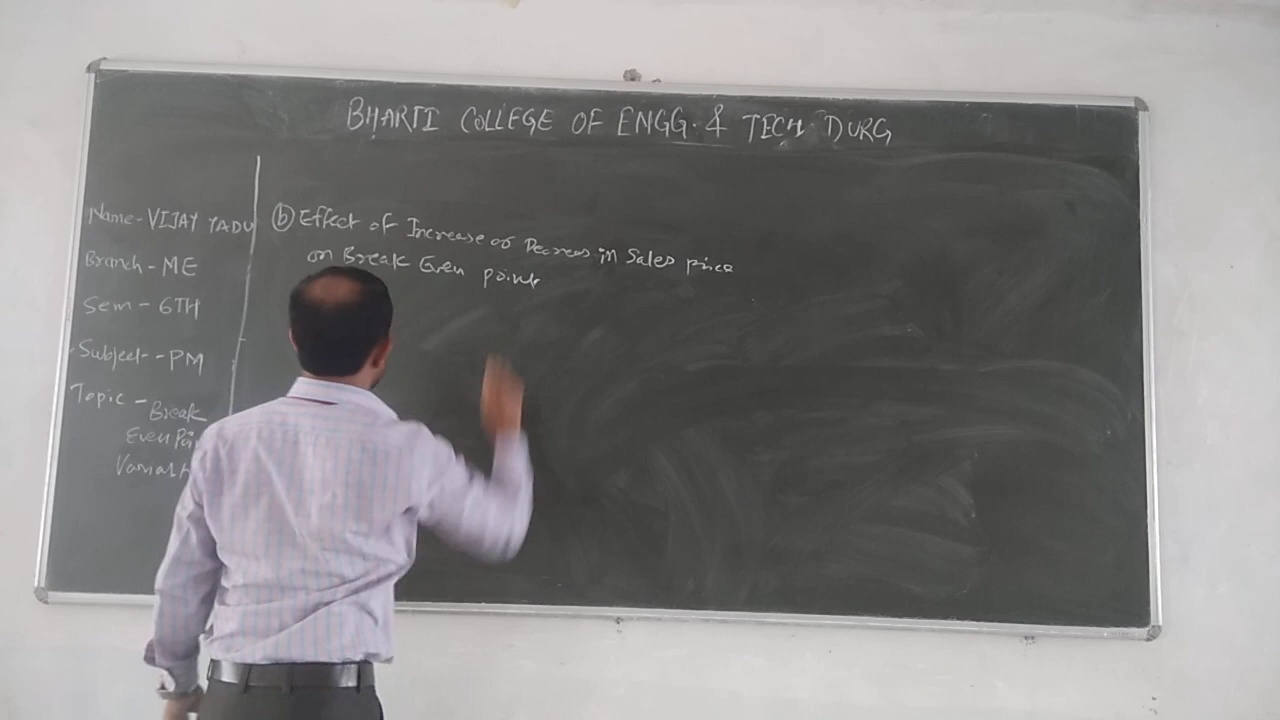 BHARTI COLLEGE OF ENGG. & TECH. DURG
Name-VIJAY YADU
Branch-ME
Sem-6TH
Subject--PM
Topic-Break
Even
ⓑ Effect of Increase or Decreas in Sales price
on Break Even point